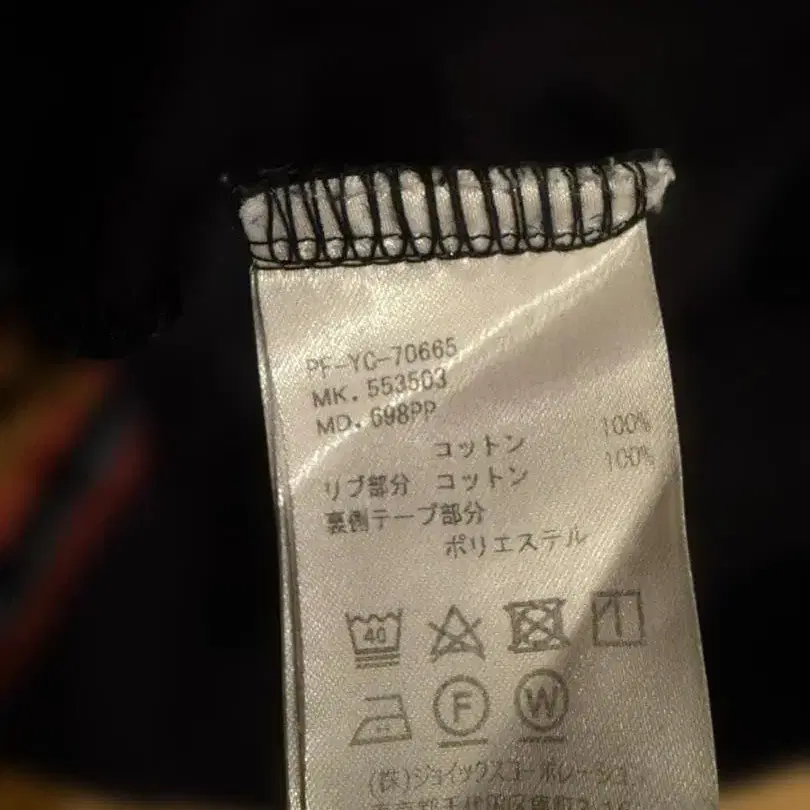 PF-YC-70665
MK. 553503
MD. 698PP
コットン 100%
リブ部分 コットン 100%
裏側テープ部分
ポリエステル
40
F W
(株)ジョイックスコーポレーショ